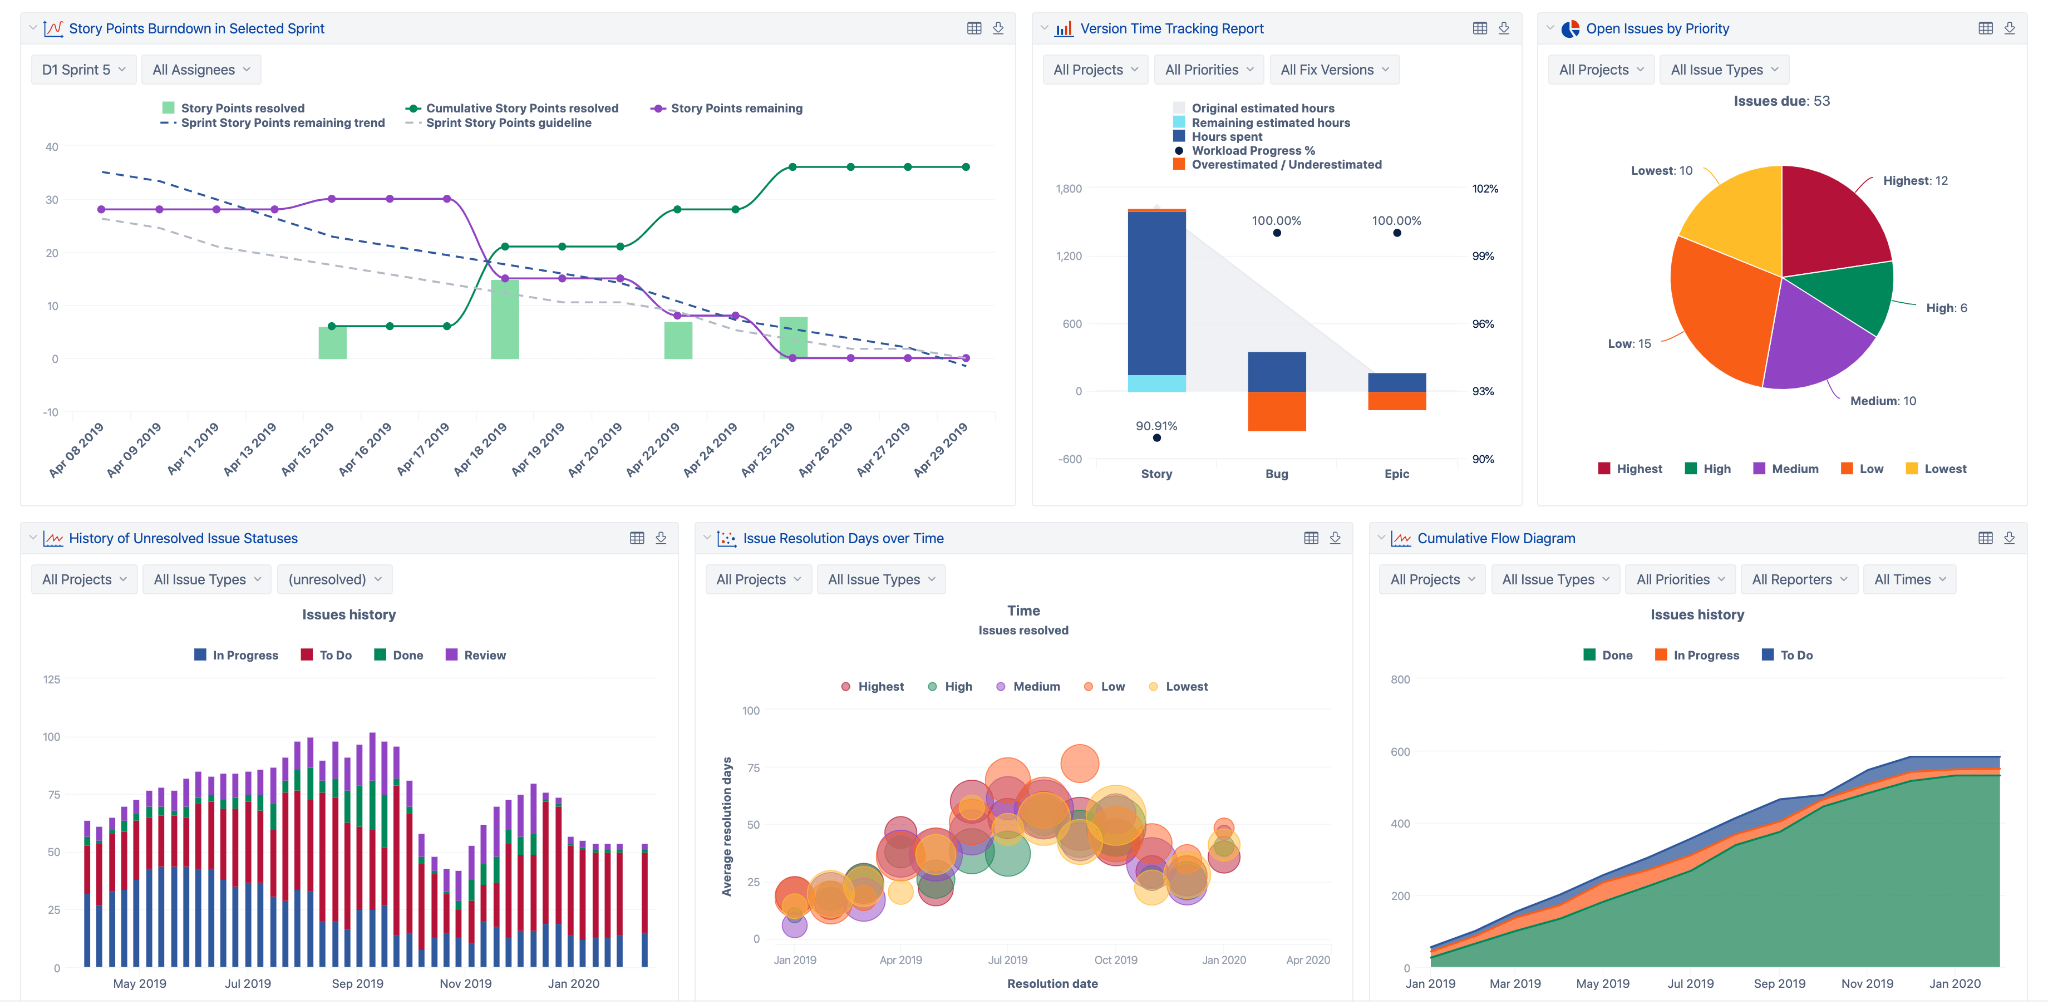 Story Points Burndown in Selected Sprint
D1 Sprint 5
All Assignees
Story Points resolved
Cumulative Story Points resolved
Story Points remaining
Sprint Story Points remaining trend
Sprint Story Points guideline
40
30
20
10
0
-10
Apr 08 2019
Apr 09 2019
Apr 11 2019
Apr 13 2019
Apr 15 2019
Apr 16 2019
Apr 17 2019
Apr 18 2019
Apr 19 2019
Apr 20 2019
Apr 22 2019
Apr 24 2019
Apr 25 2019
Apr 26 2019
Apr 27 2019
Apr 29 2019
Version Time Tracking Report
All Projects
All Priorities
All Fix Versions
Original estimated hours
Remaining estimated hours
Hours spent
Workload Progress %
Overestimated / Underestimated
1,800
1,200
600
0
-600
102%
99%
96%
93%
90%
100.00%
100.00%
90.91%
Story
Bug
Epic
Open Issues by Priority
All Projects
All Issue Types
Issues due: 53
Lowest: 10
Highest: 12
High: 6
Low: 15
Medium: 10
Highest
High
Medium
Low
Lowest
History of Unresolved Issue Statuses
All Projects
All Issue Types
(unresolved)
Issues history
In Progress
To Do
Done
Review
125
100
75
50
25
0
May 2019
Jul 2019
Sep 2019
Nov 2019
Jan 2020
Issue Resolution Days over Time
All Projects
All Issue Types
Time
Issues resolved
Highest
High
Medium
Low
Lowest
Average resolution days
100
75
50
25
0
Jan 2019
Apr 2019
Jul 2019
Oct 2019
Jan 2020
Apr 2020
Resolution date
Cumulative Flow Diagram
All Projects
All Issue Types
All Priorities
All Reporters
All Times
Issues history
Done
In Progress
To Do
800
600
400
200
0
Jan 2019
Mar 2019
May 2019
Jul 2019
Sep 2019
Nov 2019
Jan 2020